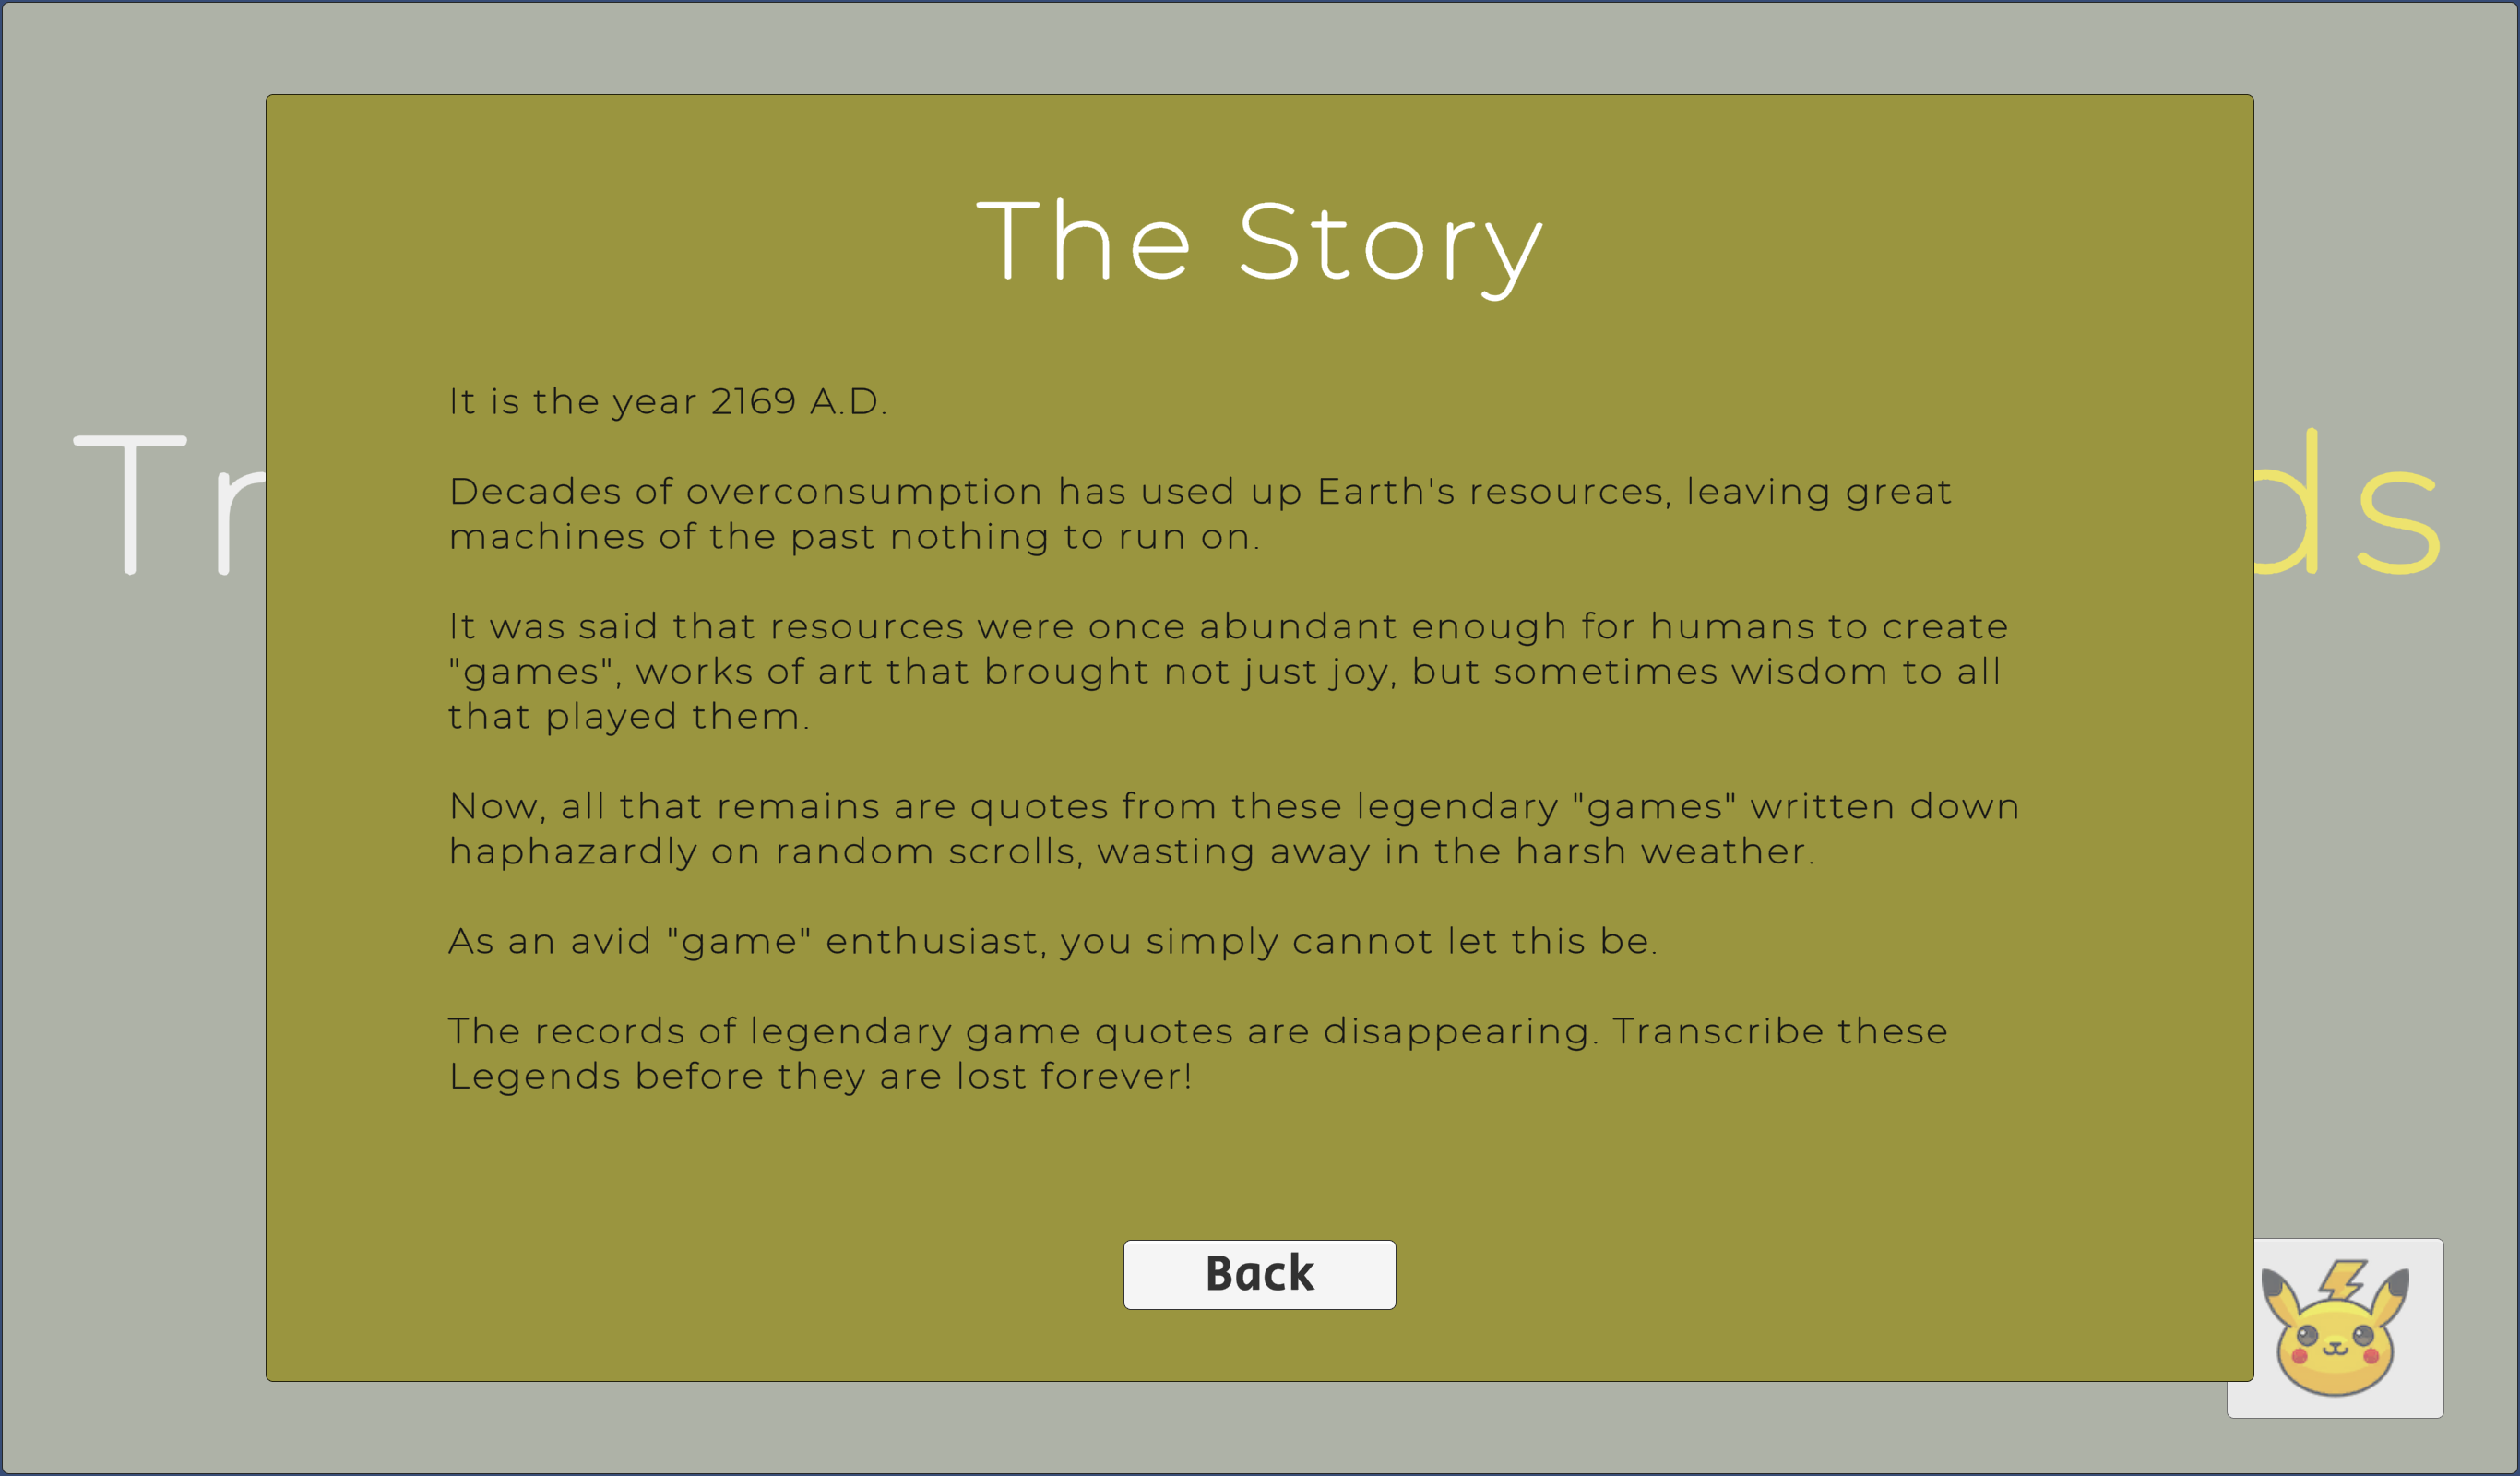 The Story
It is the year 2169 A.D.
Decades of overconsumption has used up Earth's resources, leaving great
machines of the past nothing to run on.
It was said that resources were once abundant enough for humans to create
"games", works of art that brought not just joy, but sometimes wisdom to all
that played them.
Now, all that remains are quotes from these legendary "games" written down
haphazardly on random scrolls, wasting away in the harsh weather.
As an avid "game" enthusiast, you simply cannot let this be.
The records of legendary game quotes are disappearing. Transcribe these
Legends before they are lost forever!
Back